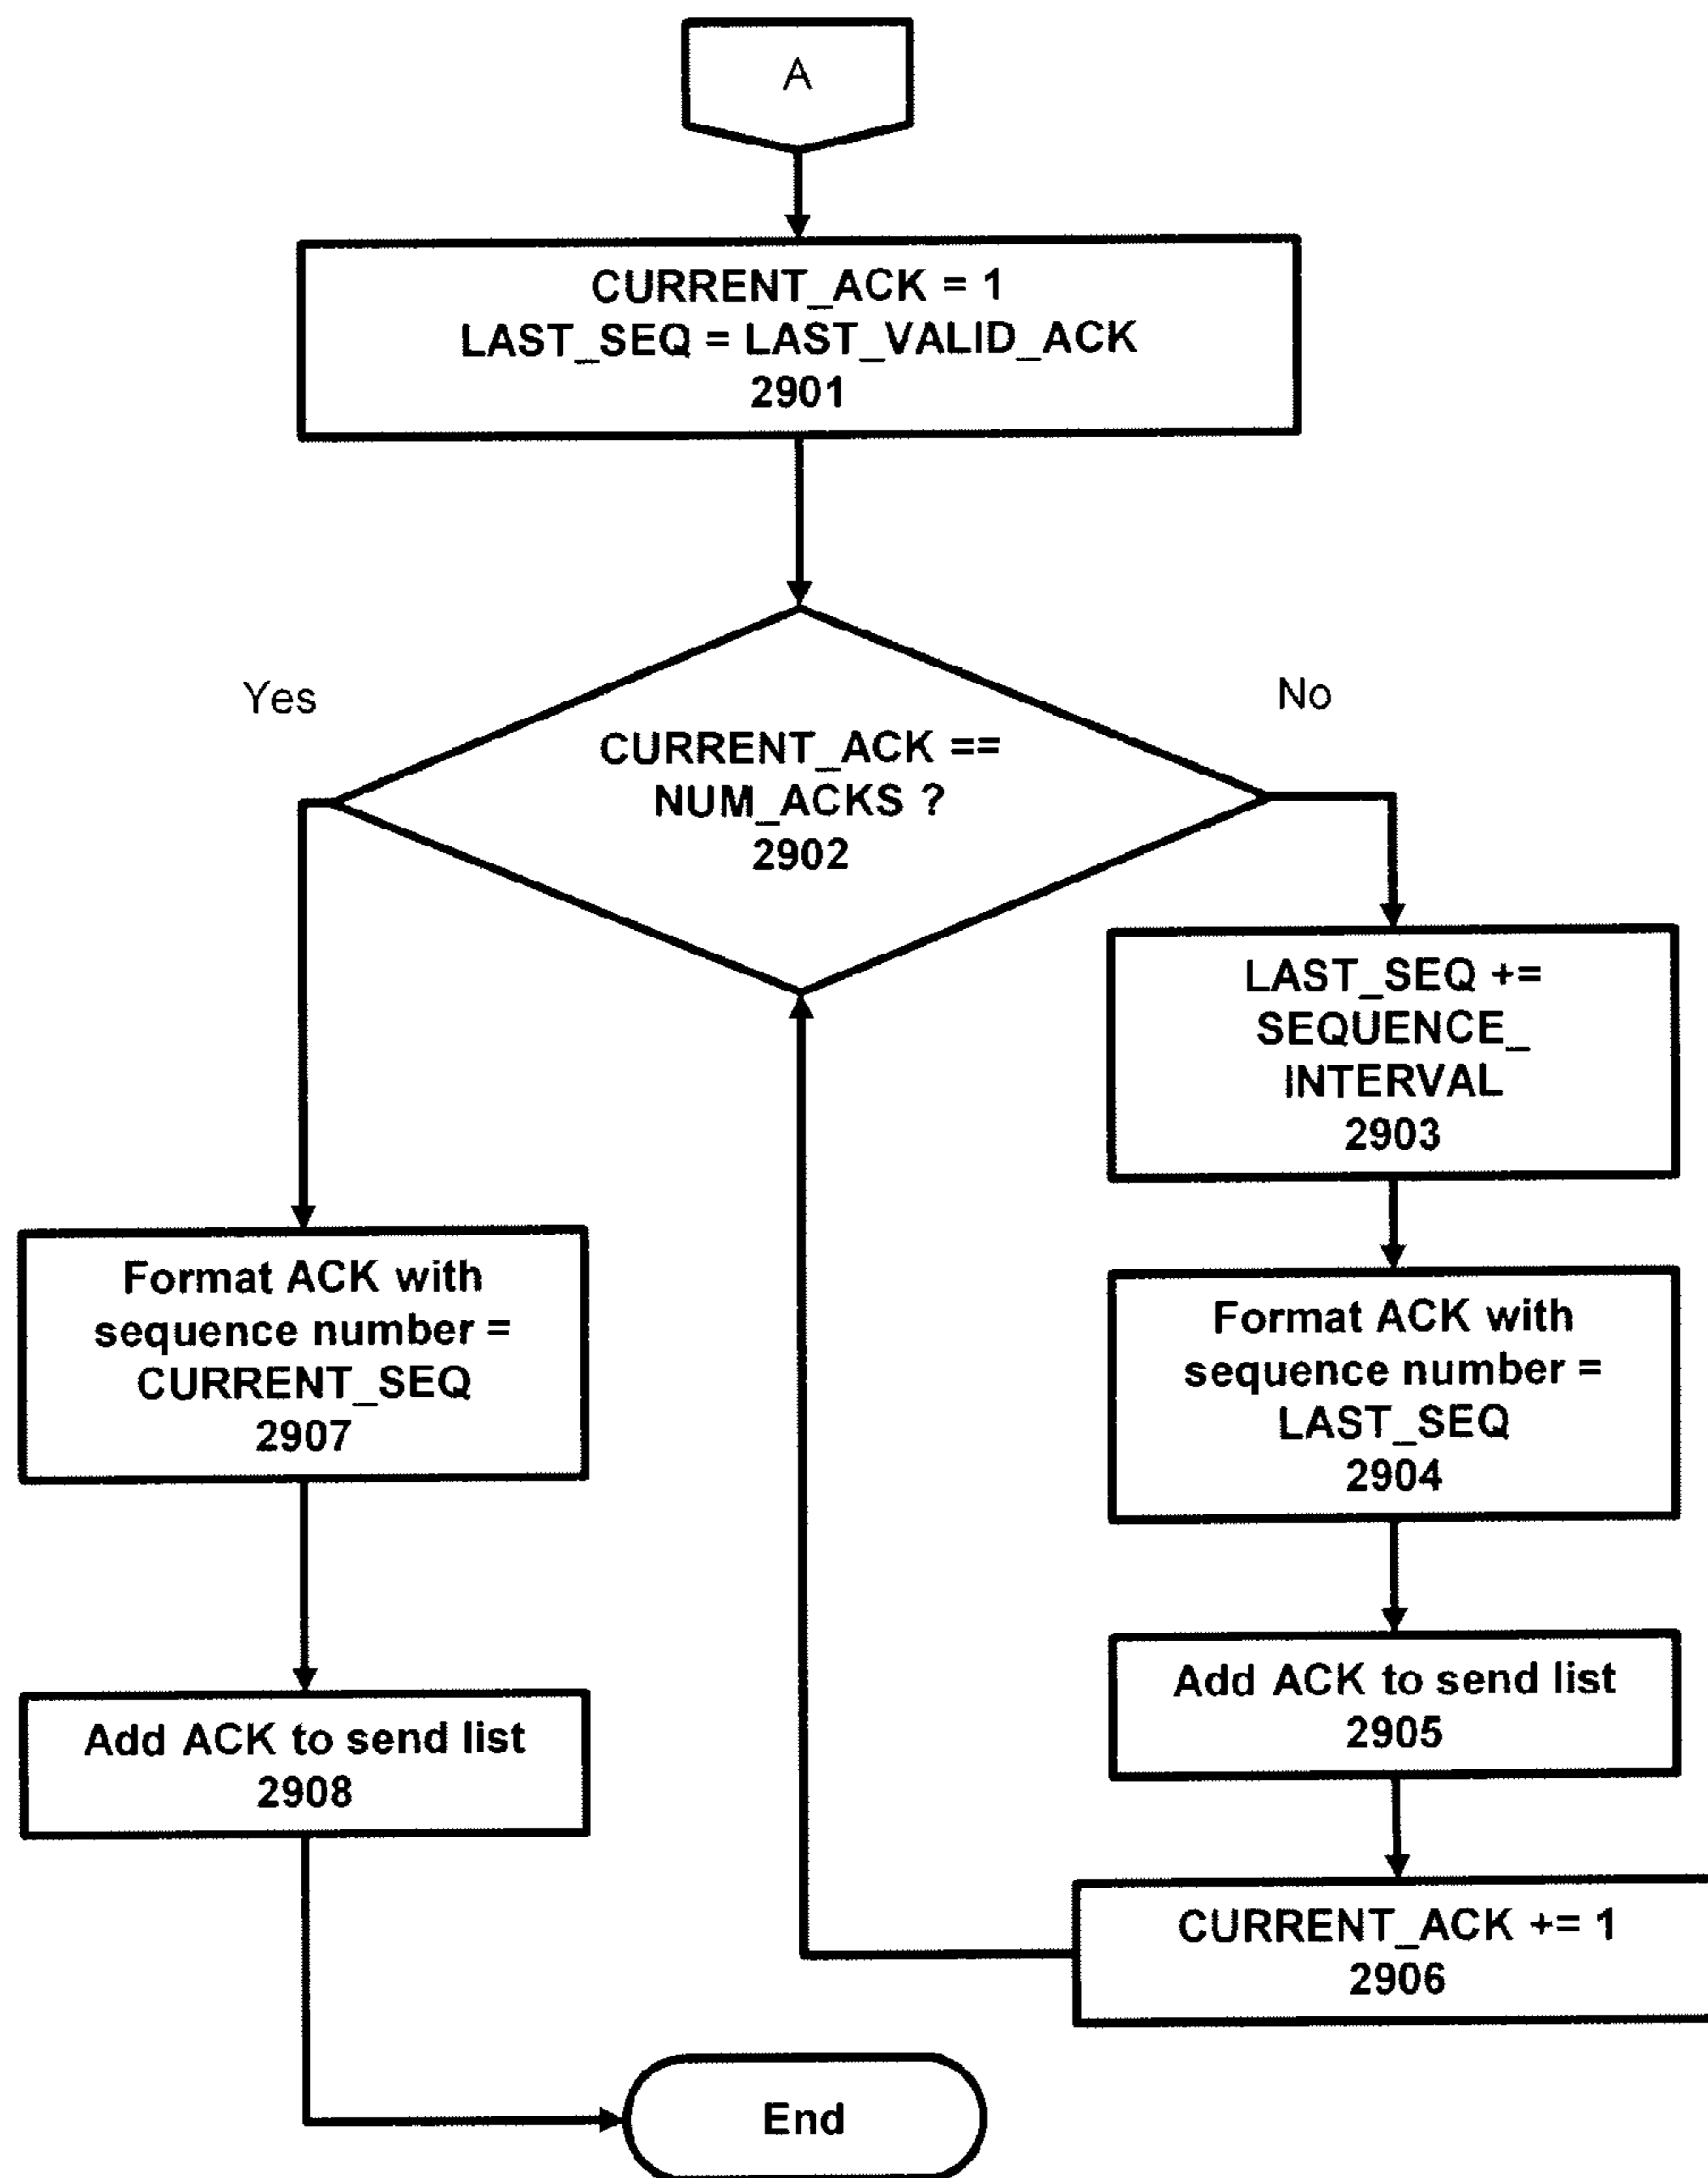 A
CURRENT_ACK = 1
LAST_SEQ = LAST_VALID_ACK
2901
Yes
No
CURRENT_ACK ==
NUM_ACKS ?
2902
LAST_SEQ +=
SEQUENCE_
INTERVAL
2903
Format ACK with
sequence number =
LAST_SEQ
2904
Add ACK to send list
2905
CURRENT_ACK += 1
2906
Format ACK with
sequence number =
CURRENT_SEQ
2907
Add ACK to send list
2908
End